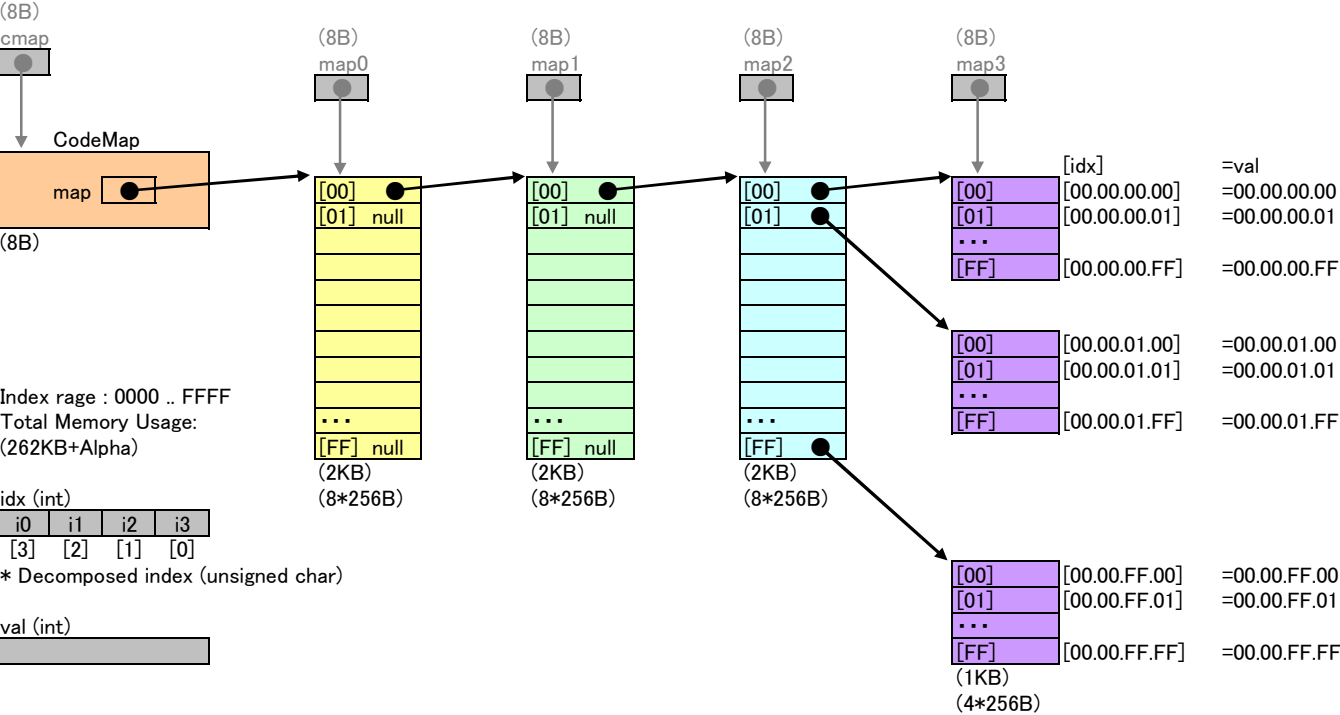 (8B)
cmap
(8B)
map0
(8B)
map1
(8B)
map2
(8B)
map3
CodeMap
map
(8B)
[idx] =val
[00] [00] [00] [00] [00.00.00.00] =00.00.00.00
[01] null [01] null [01] [01] [00.00.00.01] =00.00.00.01
・・・
[FF] [00.00.00.FF] =00.00.00.FF
[00] [00.00.01.00] =00.00.01.00
[01] [00.00.01.01] =00.00.01.01
・・・
[FF] [00.00.01.FF] =00.00.01.FF
・・・ ・・・ ・・・
[FF] null [FF] null [FF]
(2KB) (2KB) (2KB)
(8*256B) (8*256B) (8*256B)
Index rage : 0000 .. FFFF
Total Memory Usage:
(262KB+Alpha)
idx (int)
i0 i1 i2 i3
[3] [2] [1] [0]
* Decomposed index (unsigned char)
val (int)
[00] [00.00.FF.00] =00.00.FF.00
[01] [00.00.FF.01] =00.00.FF.01
・・・
[FF] [00.00.FF.FF] =00.00.FF.FF
(1KB)
(4*256B)